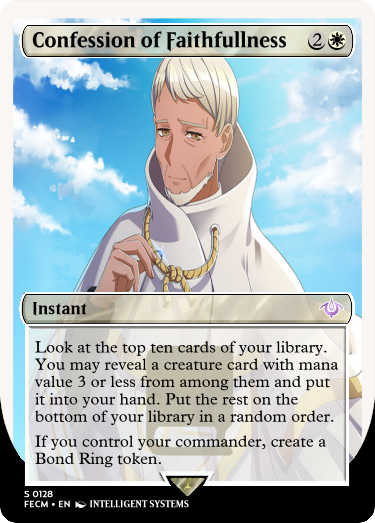 Confession of Faithfullness 2
Instant
Look at the top ten cards of your library.
You may reveal a creature card with mana
value 3 or less from among them and put
it into your hand. Put the rest on the
bottom of your library in a random order.
If you control your commander, create a
Bond Ring token.
S 0128
FECM • EN INTELLIGENT SYSTEMS